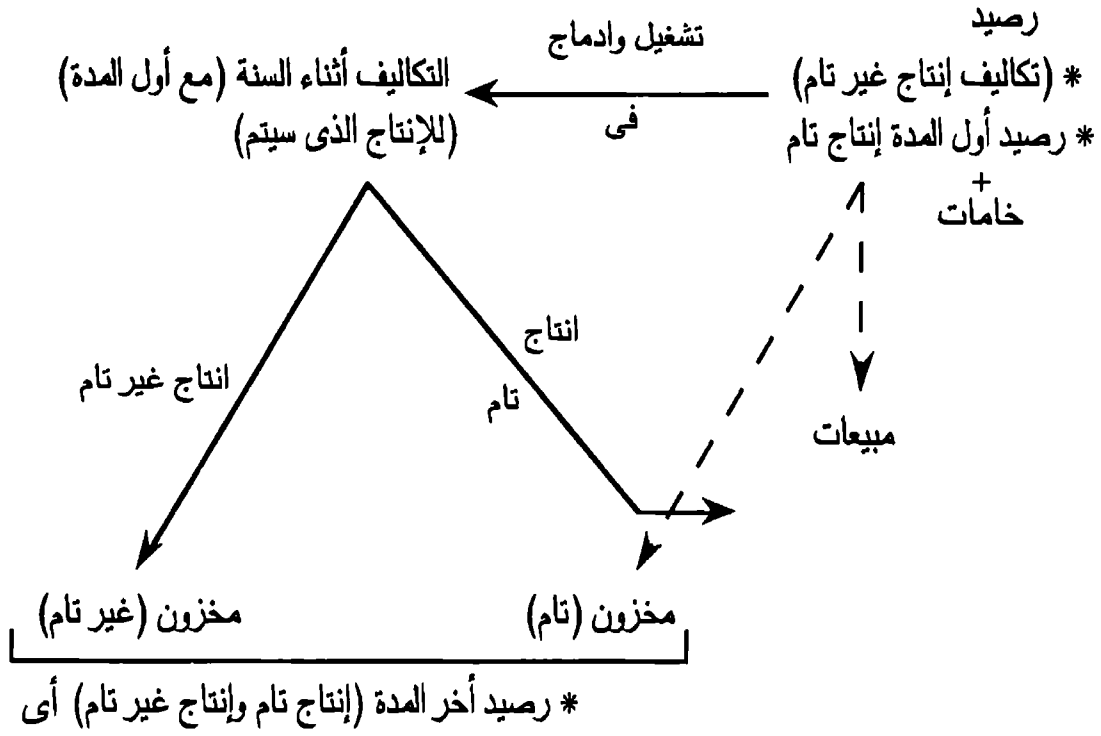 رصيد
* (تكاليف إنتاج غير تام)
* رصيد أول المدة إنتاج تام
+
خامات
تشغيل وادماج
فى
التكاليف أثناء السنة (مع أول المدة)
(للإنتاج الذى سيتم)
انتاج
تام
انتاج غير تام
مبيعات
مخزون (تام)
مخزون (غير تام)
* رصيد أخر المدة (إنتاج تام وإنتاج غير تام) أى